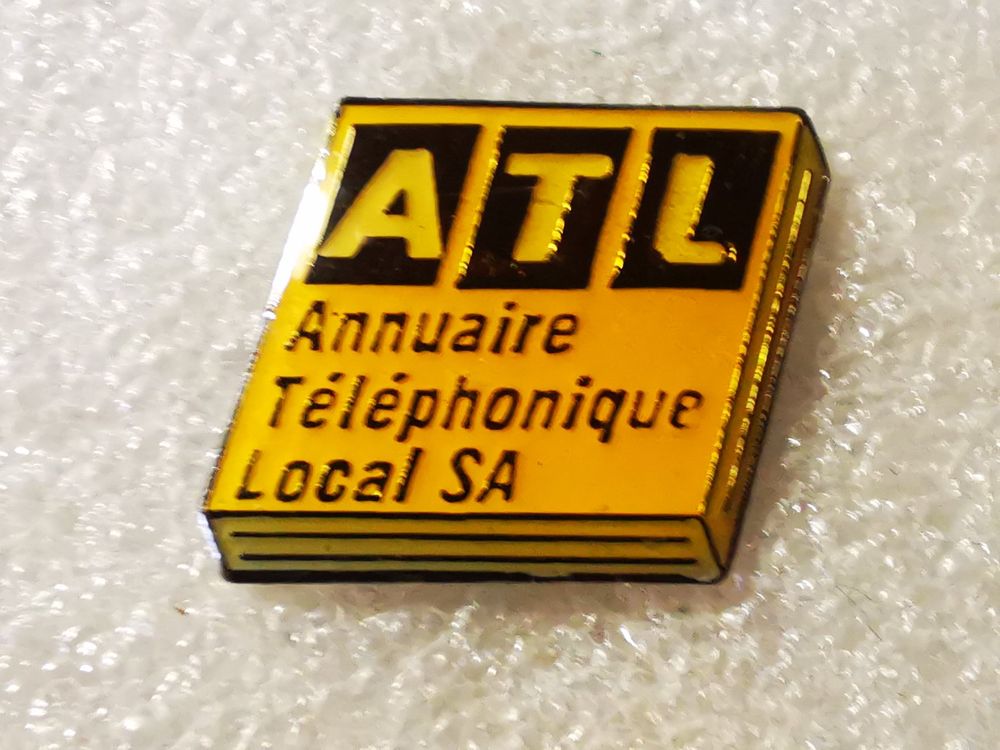 ATL
Annuaire
Téléphonique
Local SA